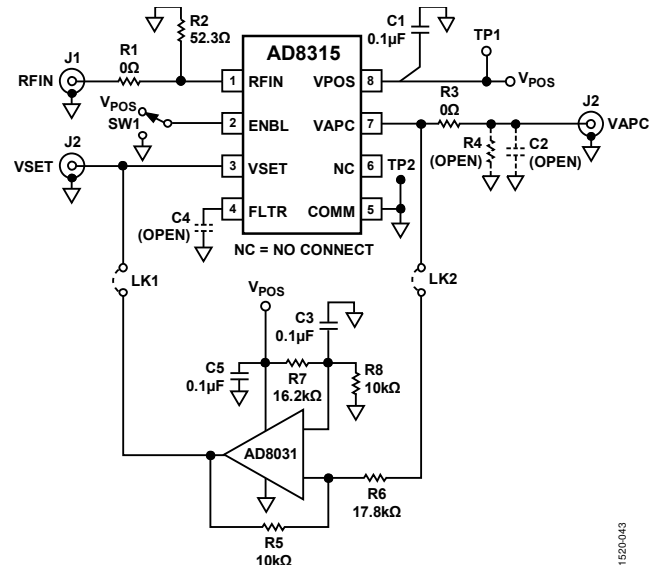 R2
52.3Ω
C1
0.1µF
TP1
R1
0Ω
J1
RFIN
AD8315
1 RFIN
VPOS 8
VPOS
R3
0Ω
J2
VAPC
VPOS
SW1
2 ENBL
VAPC 7
R4
(OPEN)
C2
(OPEN)
J2
VSET
3 VSET
NC 6
TP2
C4
(OPEN)
4 FLTR
COMM 5
NC = NO CONNECT
LK1
LK2
VPOS
C3
0.1µF
C5
0.1µF
R7
16.2kΩ
R8
10kΩ
AD8031
R6
17.8kΩ
R5
10kΩ
1520-043